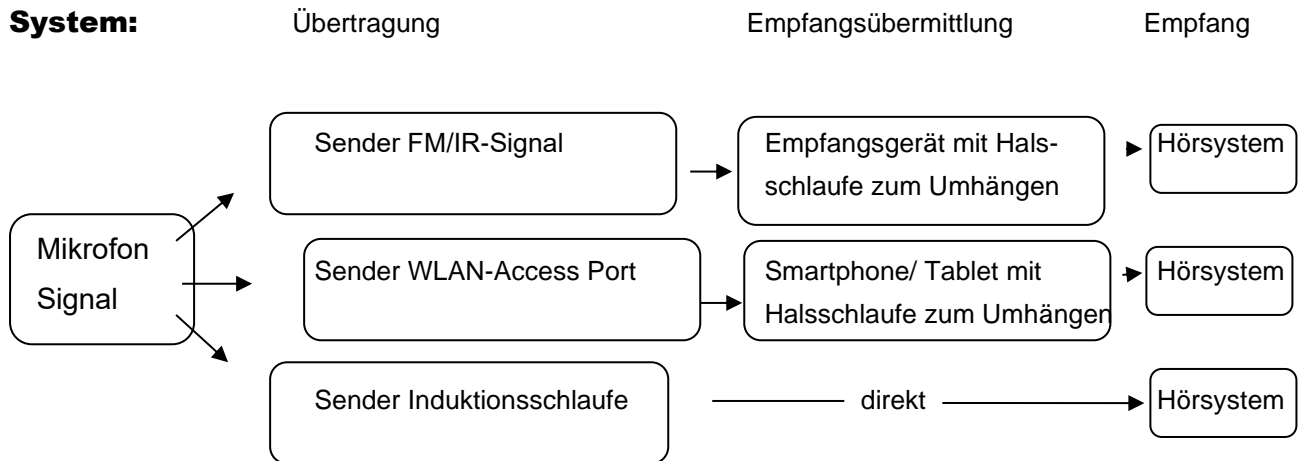 System: Übertragung Empfangsübermittlung Empfang
Sender FM/IR-Signal Empfangsgerät mit Hals- Hörsystem
schlaufe zum Umhängen
Mikrofon
Signal
Sender WLAN-Access Port Smartphone/ Tablet mit Hörsystem
Halsschlaufe zum Umhängen
Sender Induktionsschlaufe direkt Hörsystem